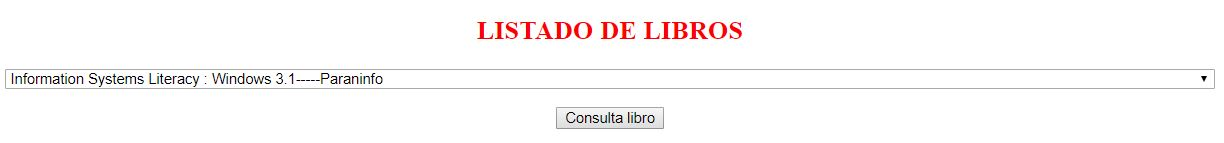 LISTADO DE LIBROS
Information Systems Literacy : Windows 3.1-----Paraninfo
Consulta libro